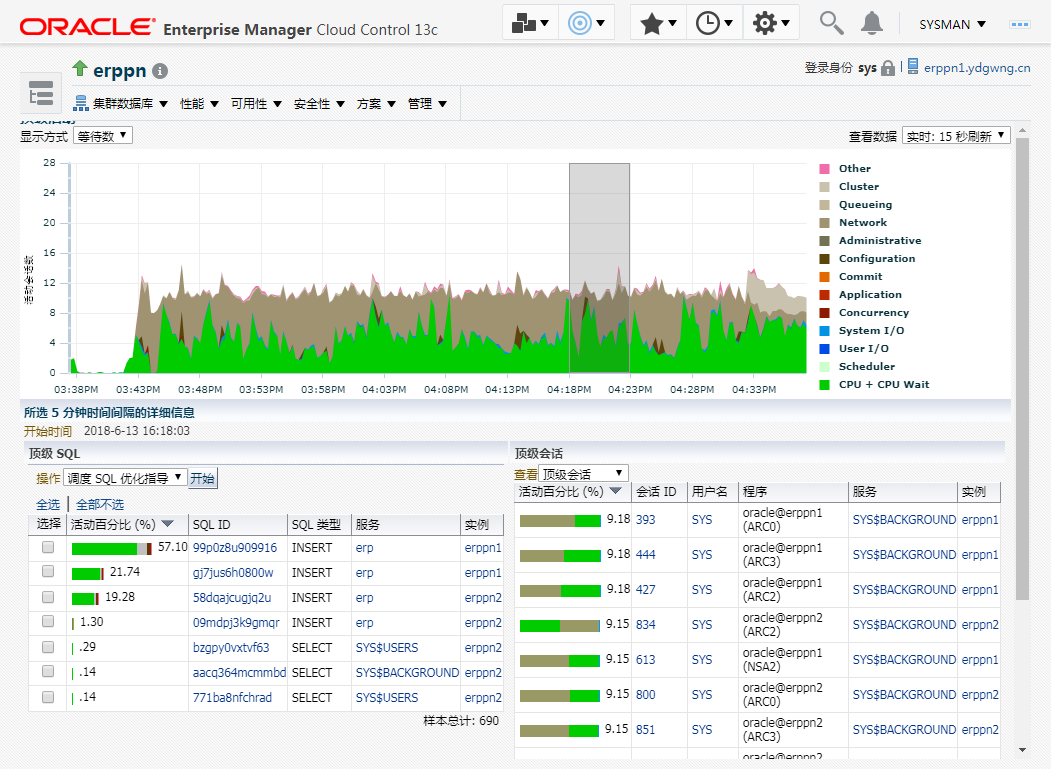 ORACLE Enterprise Manager Cloud Control 13c
SYSMAN
erppn
登录身份 sys erppn1.ydgwng.cn
集群数据库 性能 可用性 安全性 方案 管理
显示方式 等待数
查看数据 实时: 15 秒刷新
28
24
20
16
12
8
4
0
活动会话数
03:38PM 03:43PM 03:48PM 03:53PM 03:58PM 04:03PM 04:08PM 04:13PM 04:18PM 04:23PM 04:28PM 04:33PM
Other
Cluster
Queueing
Network
Administrative
Configuration
Commit
Application
Concurrency
System I/O
User I/O
Scheduler
CPU + CPU Wait
所选 5 分钟时间间隔的详细信息
开始时间 2018-6-13 16:18:03
顶级 SQL
操作 调度 SQL 优化指导 开始
全选 全部不选
选择 活动百分比 (%) SQL ID SQL 类型 服务 实例
57.10 99p0z8u909916 INSERT erp erppn1
21.74 gj7jus6h0800w INSERT erp erppn1
19.28 58dqajcugjq2u INSERT erp erppn2
1.30 09mdpj3k9gmqr INSERT erp erppn2
.29 bzgpy0vxtvf63 SELECT SYS$USERS erppn2
.14 aacq364mcmmbd SELECT SYS$BACKGROUND erppn2
.14 771ba8nfchrad SELECT SYS$USERS erppn2
样本总计: 690
顶级会话
查看 顶级会话
活动百分比 (%) 会话 ID 用户名 程序 服务 实例
9.18 393 SYS oracle@erppn1 (ARC0) SYS$BACKGROUND erppn1
9.18 444 SYS oracle@erppn1 (ARC3) SYS$BACKGROUND erppn1
9.18 427 SYS oracle@erppn1 (ARC2) SYS$BACKGROUND erppn1
9.15 834 SYS oracle@erppn2 (ARC2) SYS$BACKGROUND erppn2
9.15 613 SYS oracle@erppn1 (NSA2) SYS$BACKGROUND erppn1
9.15 800 SYS oracle@erppn2 (ARC0) SYS$BACKGROUND erppn2
9.15 851 SYS oracle@erppn2 (ARC3) SYS$BACKGROUND erppn2